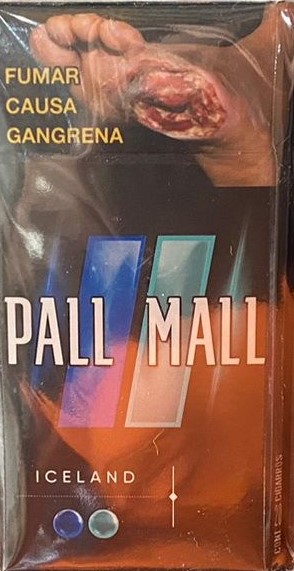 FUMAR
CAUSA
GANGRENA
PALL MALL
ICELAND